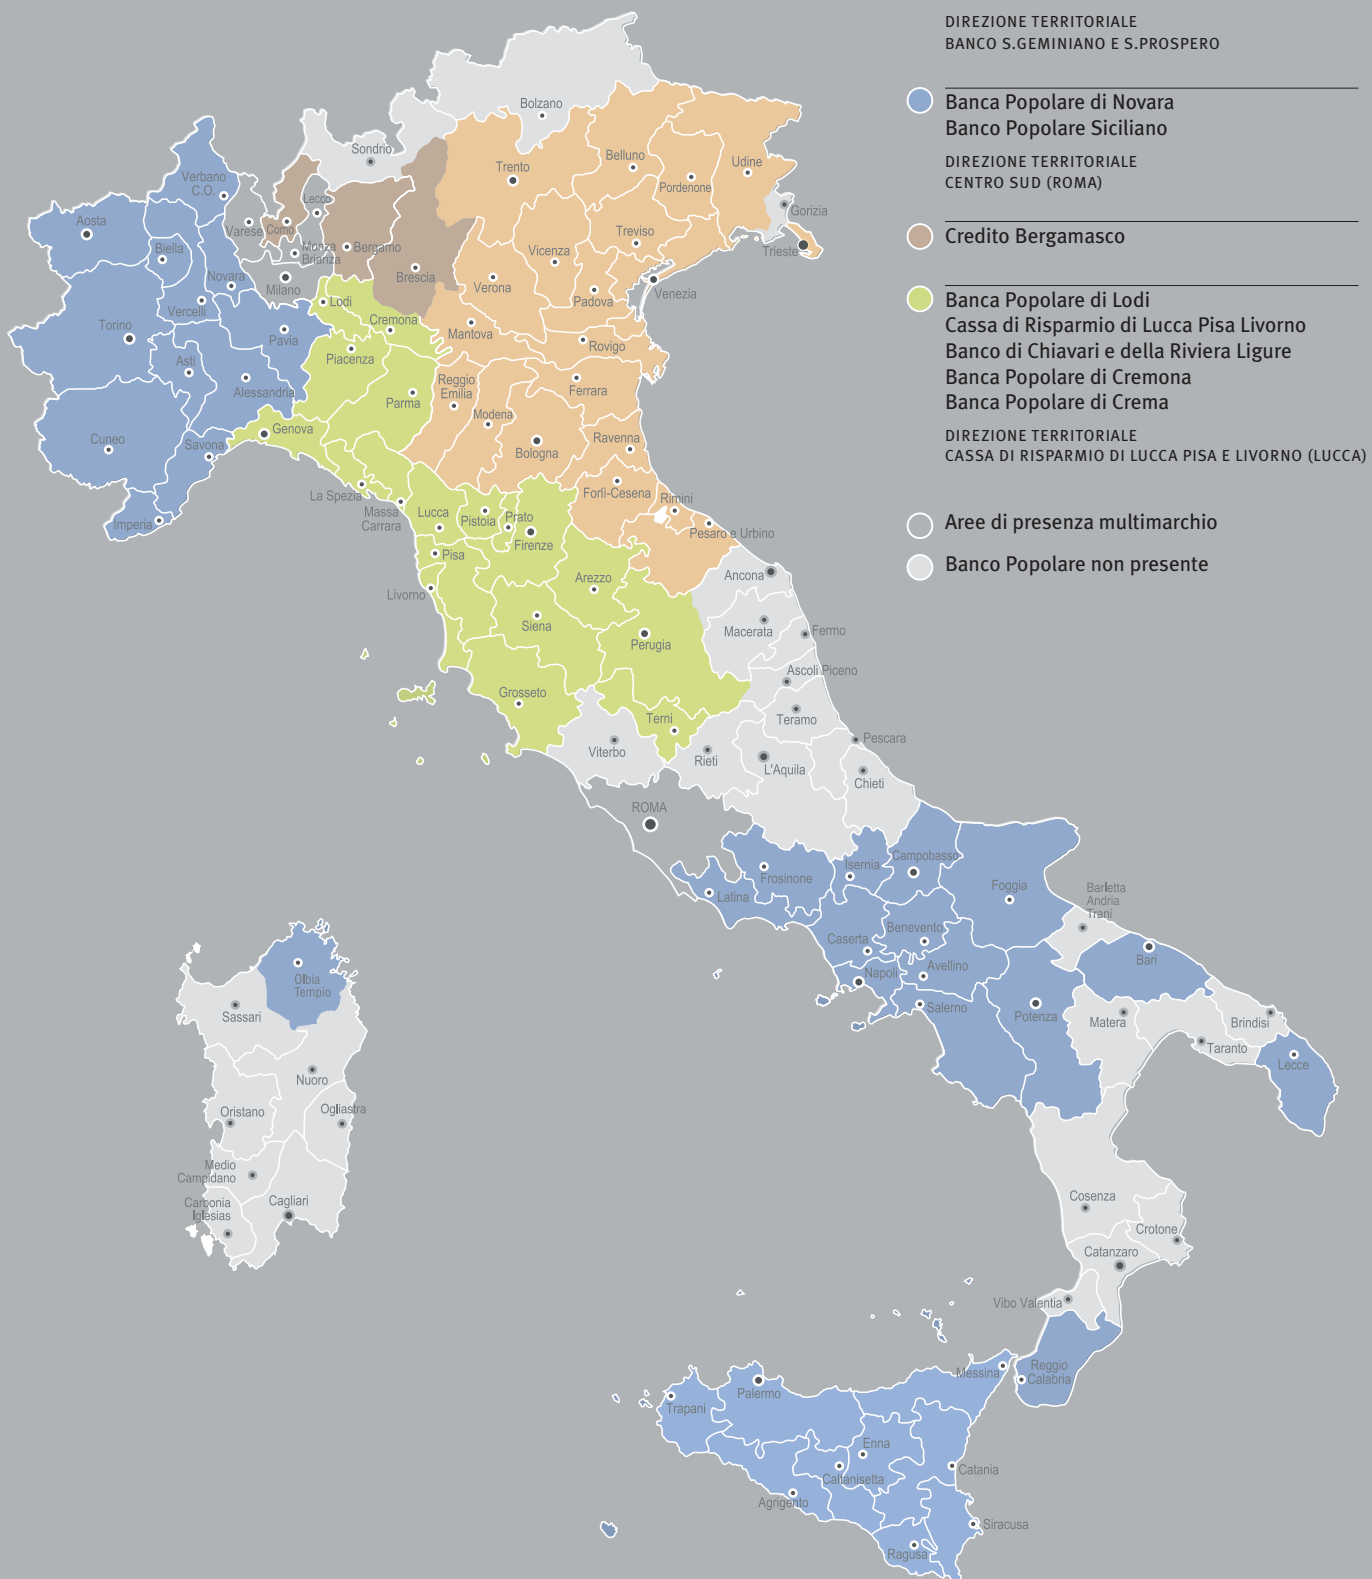 DIREZIONE TERRITORIALE
BANCO S.GEMINIANO E S.PROSPERO
Banca Popolare di Novara
Banco Popolare Siciliano
DIREZIONE TERRITORIALE
CENTRO SUD (ROMA)
Credito Bergamasco
Banca Popolare di Lodi
Cassa di Risparmio di Lucca Pisa Livorno
Banco di Chiavari e della Riviera Ligure
Banca Popolare di Cremona
Banca Popolare di Crema
DIREZIONE TERRITORIALE
CASSA DI RISPARMIO DI LUCCA PISA E LIVORNO (LUCCA)
Aree di presenza multimarchio
Banco Popolare non presente
Bolzano
Sondrio
Trento
Belluno
Pordenone
Udine
Gorizia
Trieste
Verbano
C.O.
Aosta
Biella
Varese
Como
Lecco
Monza
Brianza
Bergamo
Brescia
Vicenza
Treviso
Verona
Padova
Venezia
Novara
Vercelli
Milano
Lodi
Torino
Pavia
Cremona
Mantova
Rovigo
Asti
Alessandria
Piacenza
Parma
Reggio
Emilia
Modena
Ferrara
Bologna
Ravenna
Cuneo
Savona
Genova
Imperia
La Spezia
Massa
Carrara
Lucca
Pistoia
Prato
Firenze
Forlì-Cesena
Rimini
Pesaro e Urbino
Pisa
Livorno
Arezzo
Siena
Ancona
Macerata
Fermo
Perugia
Ascoli Piceno
Grosseto
Terni
Teramo
Viterbo
Rieti
L'Aquila
Pescara
Chieti
ROMA
Latina
Frosinone
Isernia
Campobasso
Foggia
Barletta
Andria
Trani
Caserta
Benevento
Bari
Napoli
Avellino
Salerno
Potenza
Matera
Brindisi
Taranto
Lecce
Olbia
Tempio
Sassari
Nuoro
Oristano
Ogliastra
Medio
Campidano
Carbonia
Iglesias
Cagliari
Cosenza
Crotone
Catanzaro
Vibo Valentia
Reggio
Calabria
Messina
Palermo
Trapani
Enna
Caltanisetta
Catania
Agrigento
Siracusa
Ragusa